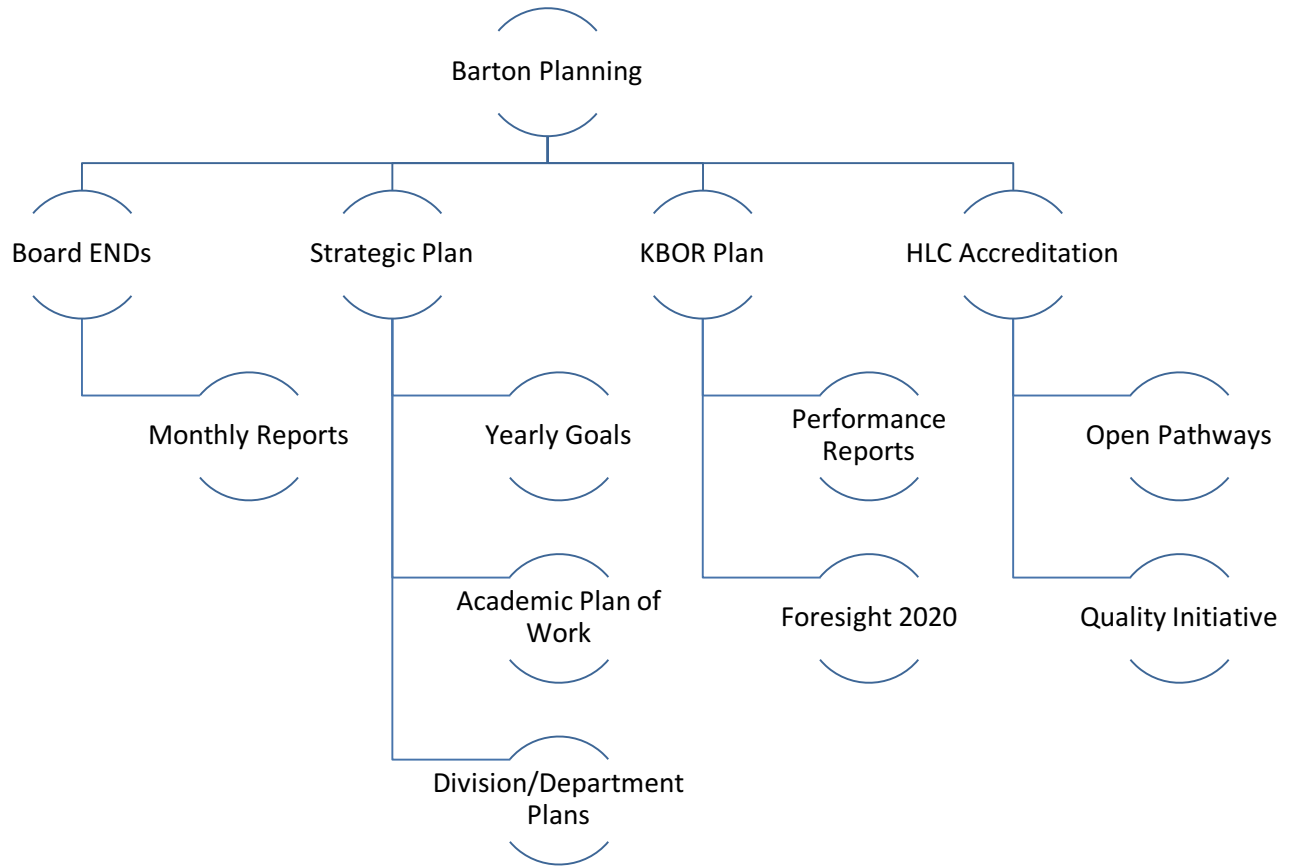 Barton Planning
Board ENDs
Strategic Plan
KBOR Plan
HLC Accreditation
Monthly Reports
Yearly Goals
Performance
Reports
Open Pathways
Academic Plan of
Work
Foresight 2020
Quality Initiative
Division/Department
Plans